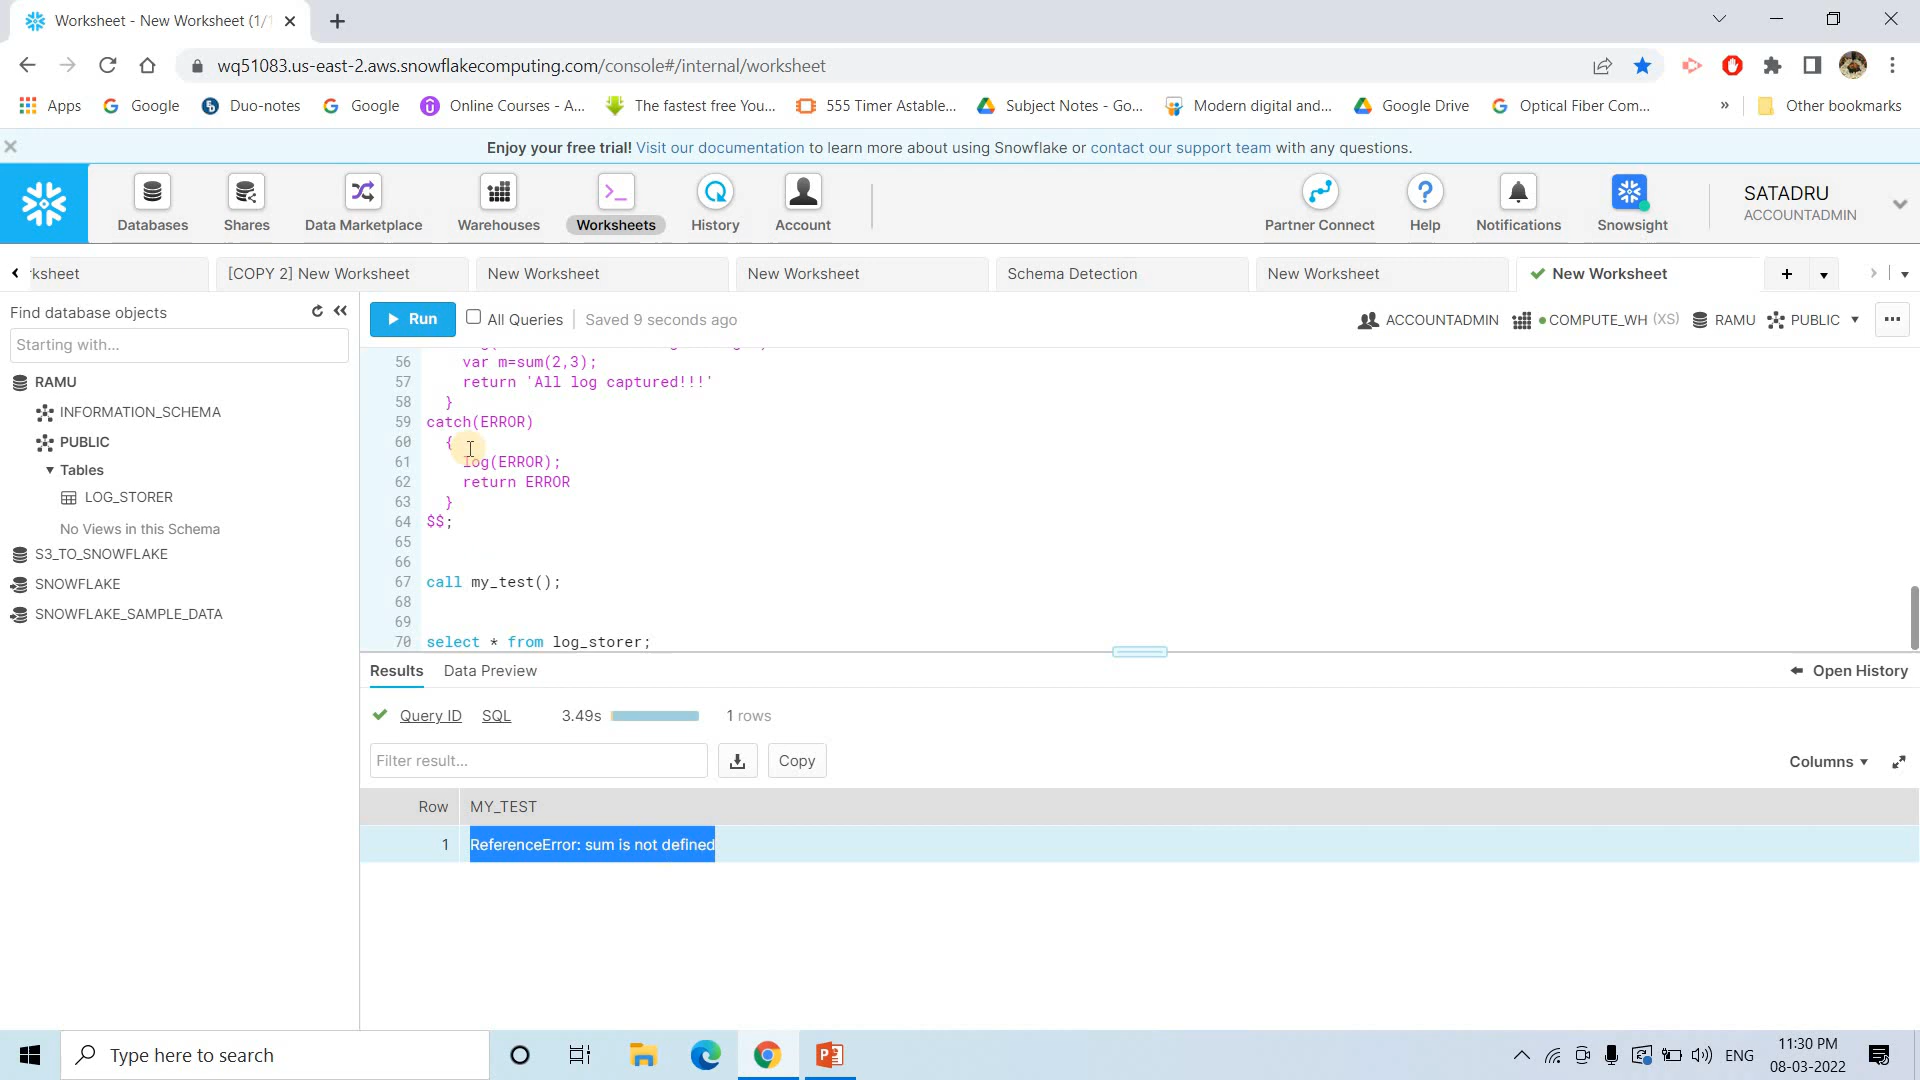 Worksheet - New Worksheet (1/1
wq51083.us-east-2.aws.snowflakecomputing.com/console#/internal/worksheet
Apps Google Duo-notes Google Online Courses - A... The fastest free You... 555 Timer Astable... Subject Notes - Go... Modern digital and... Google Drive Optical Fiber Com... » Other bookmarks
Enjoy your free trial! Visit our documentation to learn more about using Snowflake or contact our support team with any questions.
Databases Shares Data Marketplace Warehouses Worksheets History Account Partner Connect Help Notifications Snowsight
SATADRU
ACCOUNTADMIN
rksheet [COPY 2] New Worksheet New Worksheet New Worksheet Schema Detection New Worksheet New Worksheet
Find database objects
Starting with...
RAMU
INFORMATION_SCHEMA
PUBLIC
Tables
LOG_STORER
No Views in this Schema
S3_TO_SNOWFLAKE
SNOWFLAKE
SNOWFLAKE_SAMPLE_DATA
Run All Queries Saved 9 seconds ago ACCOUNTADMIN COMPUTE_WH (XS) RAMU PUBLIC
56 var m=sum(2,3);
57 return 'All log captured!!!'
58 }
59 catch(ERROR)
60 {
61 log(ERROR);
62 return ERROR
63 }
64 $$;
65
66
67 call my_test();
68
69
70 select * from log_storer;
Results Data Preview Open History
Query ID SQL 3.49s 1 rows
Filter result... Copy Columns
Row MY_TEST
1 ReferenceError: sum is not defined
Type here to search
ENG
11:30 PM
08-03-2022